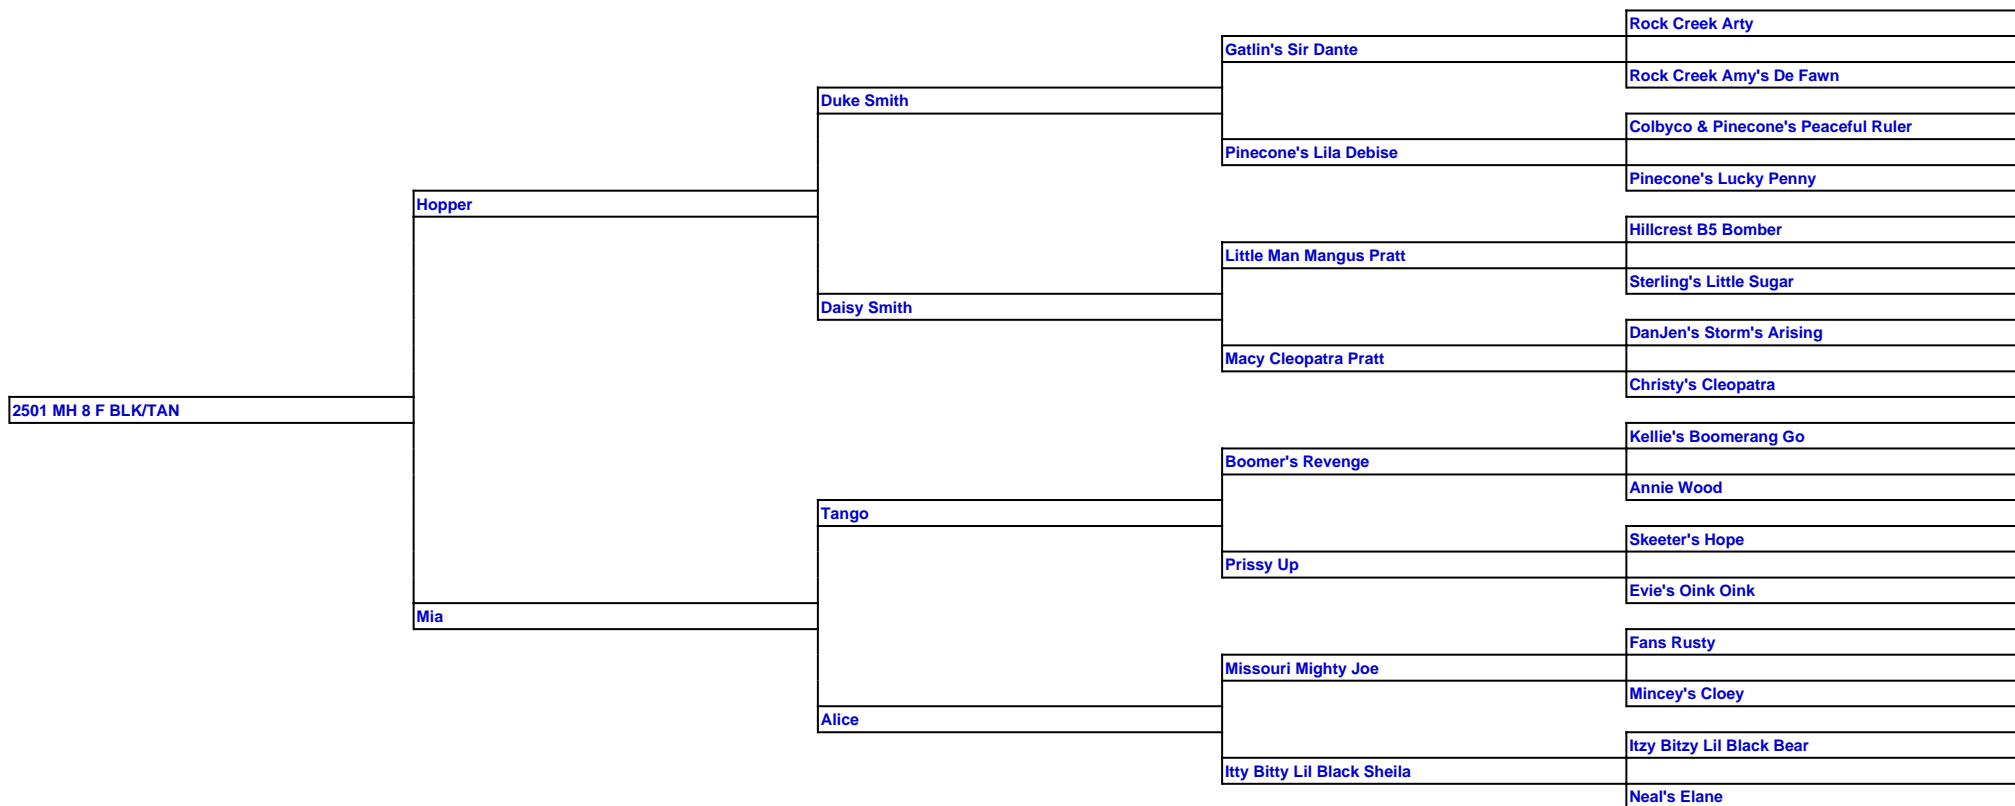 Rock Creek Arty
Gatlin's Sir Dante
Rock Creek Amy's De Fawn
Duke Smith
Colbyco & Pinecone's Peaceful Ruler
Pinecone's Lila Debise
Pinecone's Lucky Penny
Hopper
Hillcrest B5 Bomber
Little Man Mangus Pratt
Sterling's Little Sugar
Daisy Smith
DanJen's Storm's Arising
Macy Cleopatra Pratt
Christy's Cleopatra
2501 MH 8 F BLK/TAN
Kellie's Boomerang Go
Boomer's Revenge
Annie Wood
Tango
Skeeter's Hope
Prissy Up
Evie's Oink Oink
Mia
Fans Rusty
Missouri Mighty Joe
Mincey's Cloey
Alice
Itzy Bitzy Lil Black Bear
Itty Bitty Lil Black Sheila
Neal's Elane